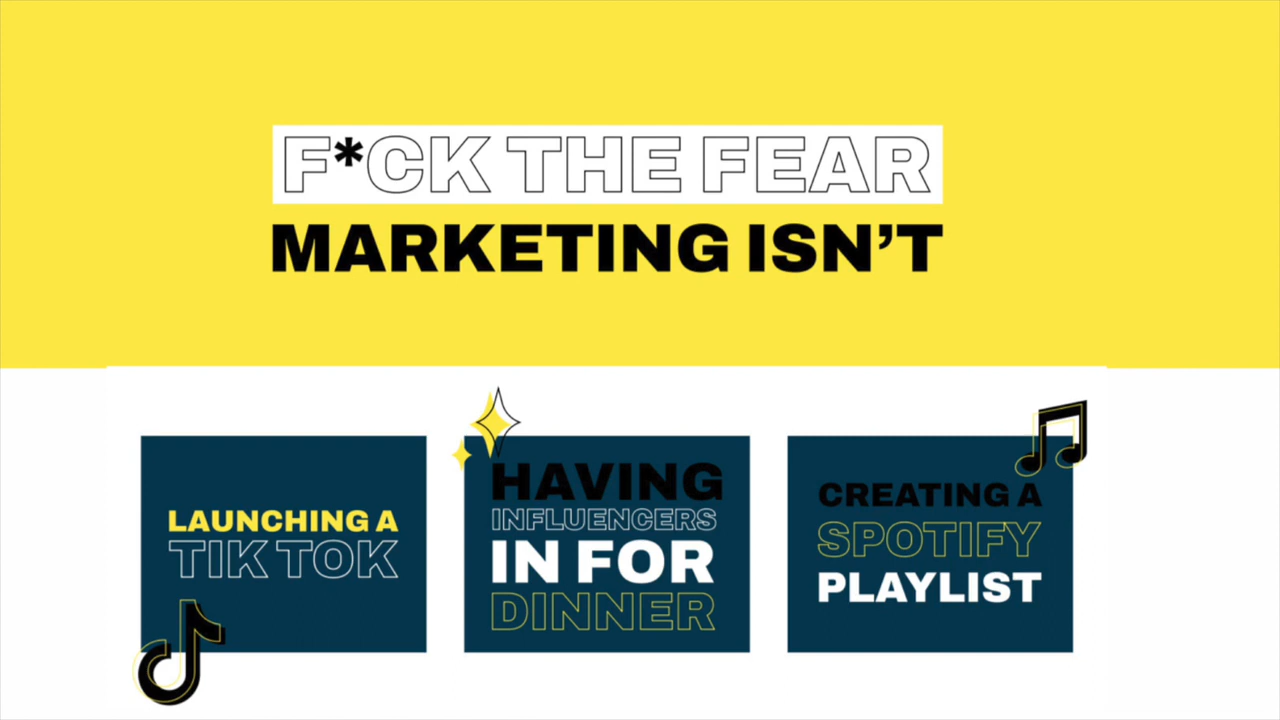 F*CK THE FEAR
MARKETING ISN’T
LAUNCHING A
TIK TOK
HAVING
INFLUENCERS
IN FOR
DINNER
CREATING A
SPOTIFY
PLAYLIST